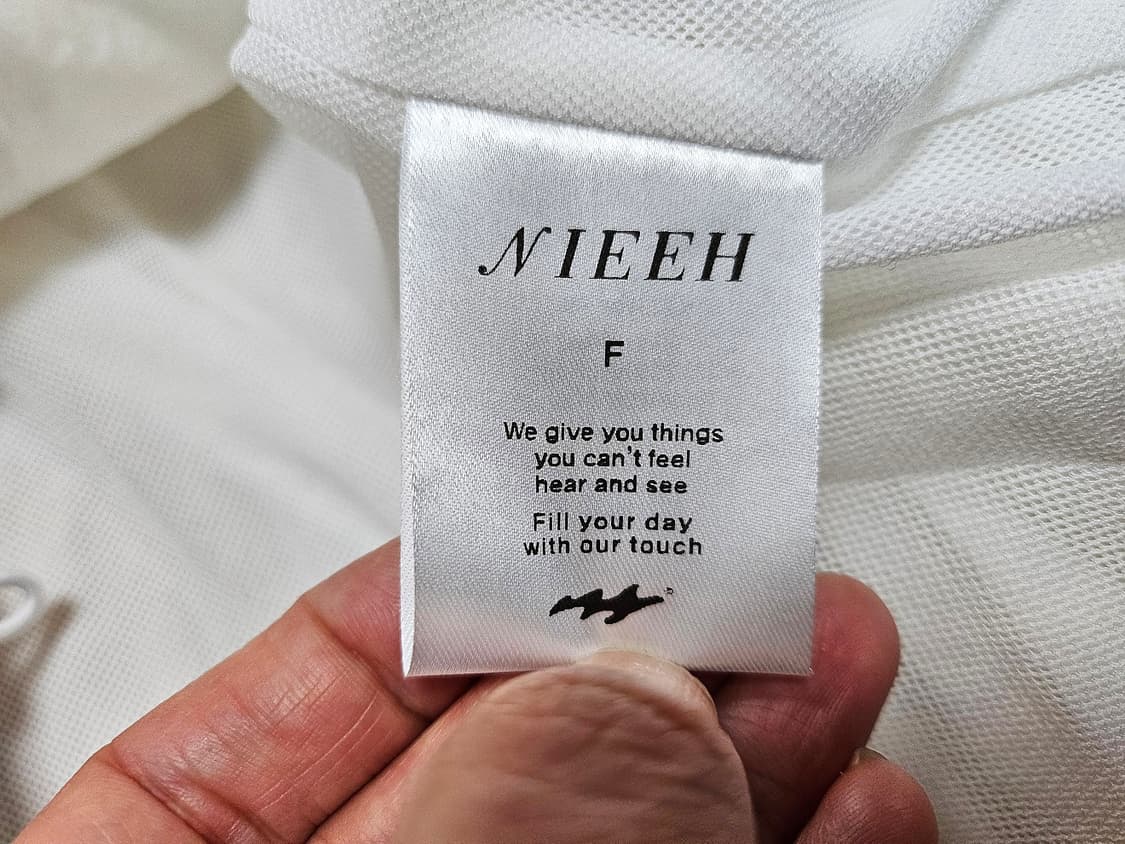 NIEEH
F
We give you things
you can't feel
hear and see
Fill your day
with our touch